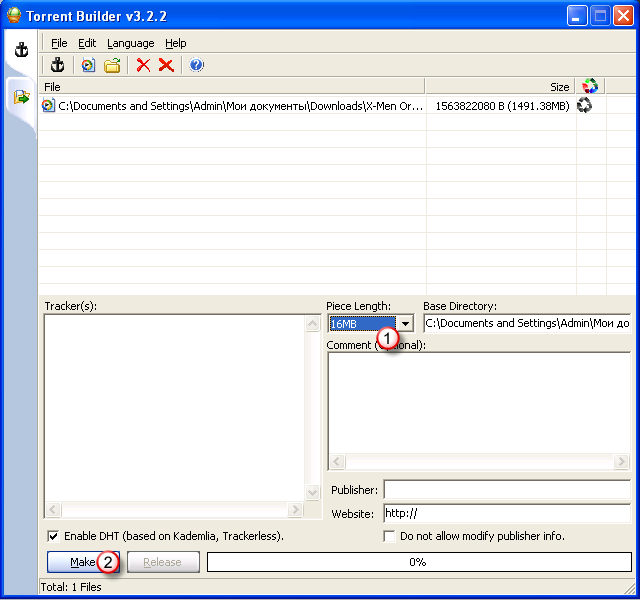 Torrent Builder v3.2.2
File Edit Language Help
File Size
C:\Documents and Settings\Admin\Мои документы\Downloads\X-Men Or... 1563822080 B (1491.38MB)
Tracker(s): Piece Length: Base Directory:
16MB C:\Documents and Settings\Admin\Мои до
1
Comment ( onal):
Publisher:
Website: http://
Enable DHT (based on Kademlia, Trackerless). Do not allow modify publisher info.
Make 2 Release 0%
Total: 1 Files